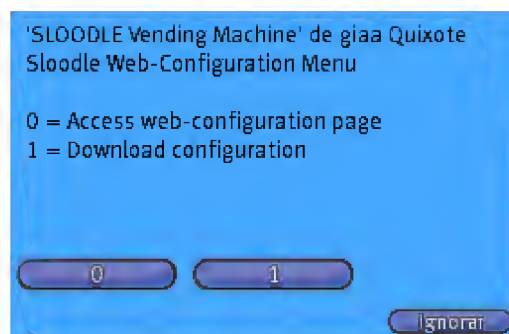 'SLOODLE Vending Machine' de giaa Quixote
Sloodle Web-Configuration Menu
0 = Access web-configuration page
1 = Download configuration
0 1
Ignorar